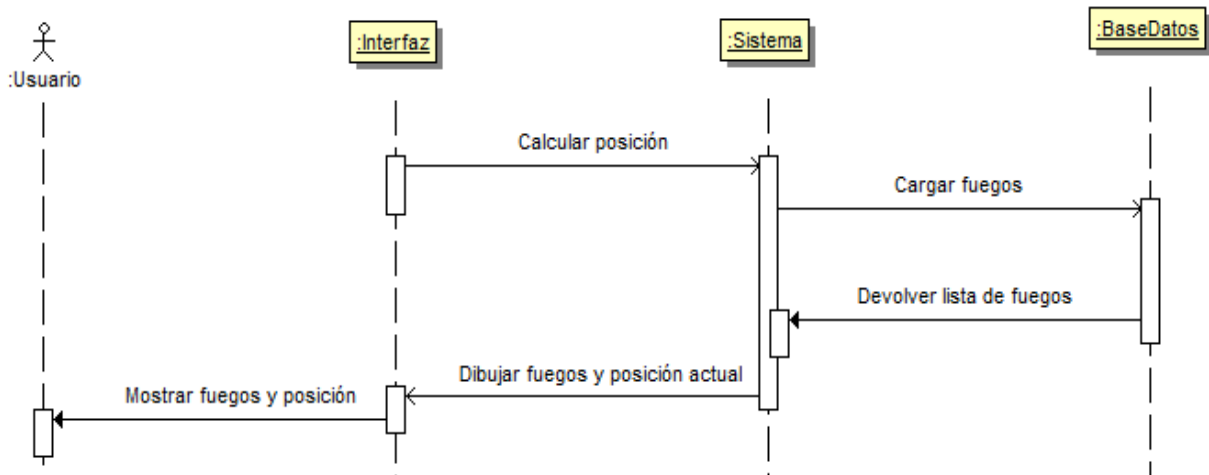 :Usuario
:Interfaz
:Sistema
:BaseDatos
Calcular posición
Cargar fuegos
Devolver lista de fuegos
Dibujar fuegos y posición actual
Mostrar fuegos y posición